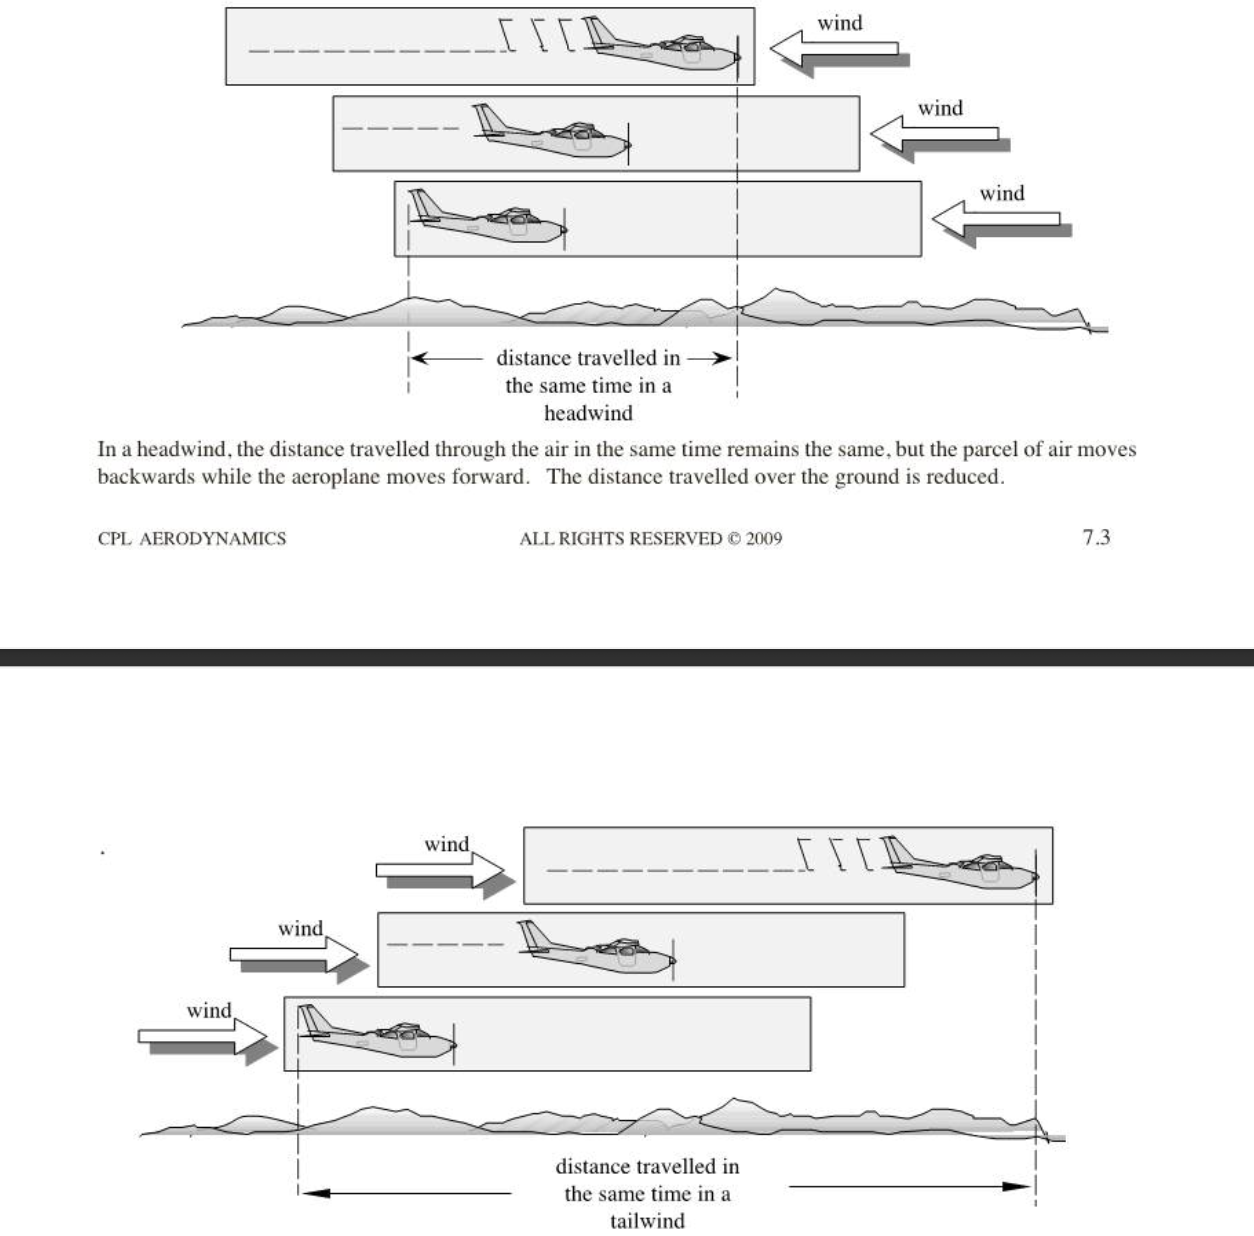 wind
wind
wind
distance travelled in
the same time in a
headwind
In a headwind, the distance travelled through the air in the same time remains the same, but the parcel of air moves
backwards while the aeroplane moves forward. The distance travelled over the ground is reduced.
CPL AERODYNAMICS ALL RIGHTS RESERVED © 2009 7.3
wind
wind
wind
distance travelled in
the same time in a
tailwind